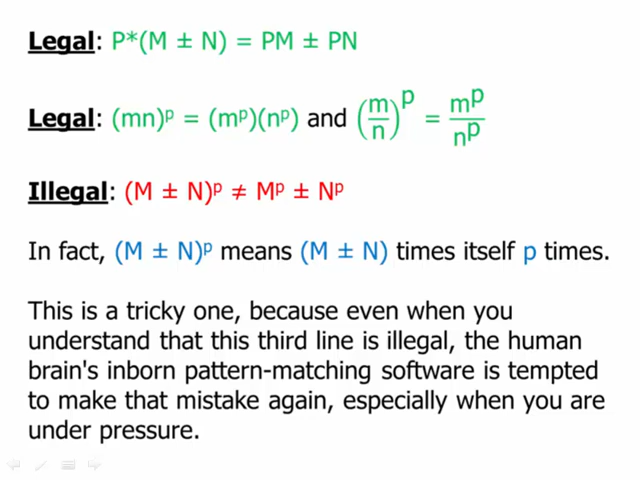 Legal: P*(M ± N) = PM ± PN
Legal: (mn)ᵖ = (mᵖ)(nᵖ) and (m/n)ᵖ = mᵖ/nᵖ
Illegal: (M ± N)ᵖ ≠ Mᵖ ± Nᵖ
In fact, (M ± N)ᵖ means (M ± N) times itself p times.
This is a tricky one, because even when you
understand that this third line is illegal, the human
brain's inborn pattern-matching software is tempted
to make that mistake again, especially when you are
under pressure.